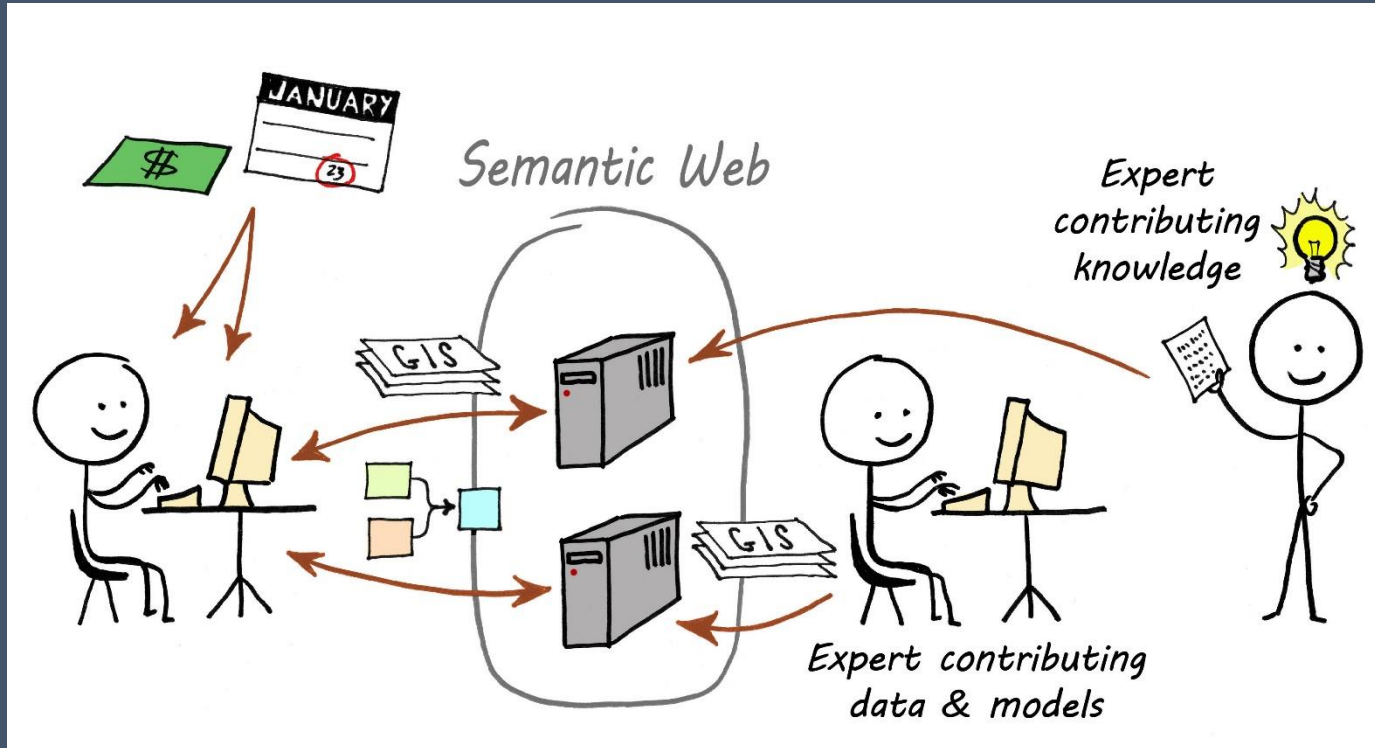 JANUARY
$
23
Semantic Web
Expert
contributing
knowledge
GIS
GIS
Expert contributing
data & models